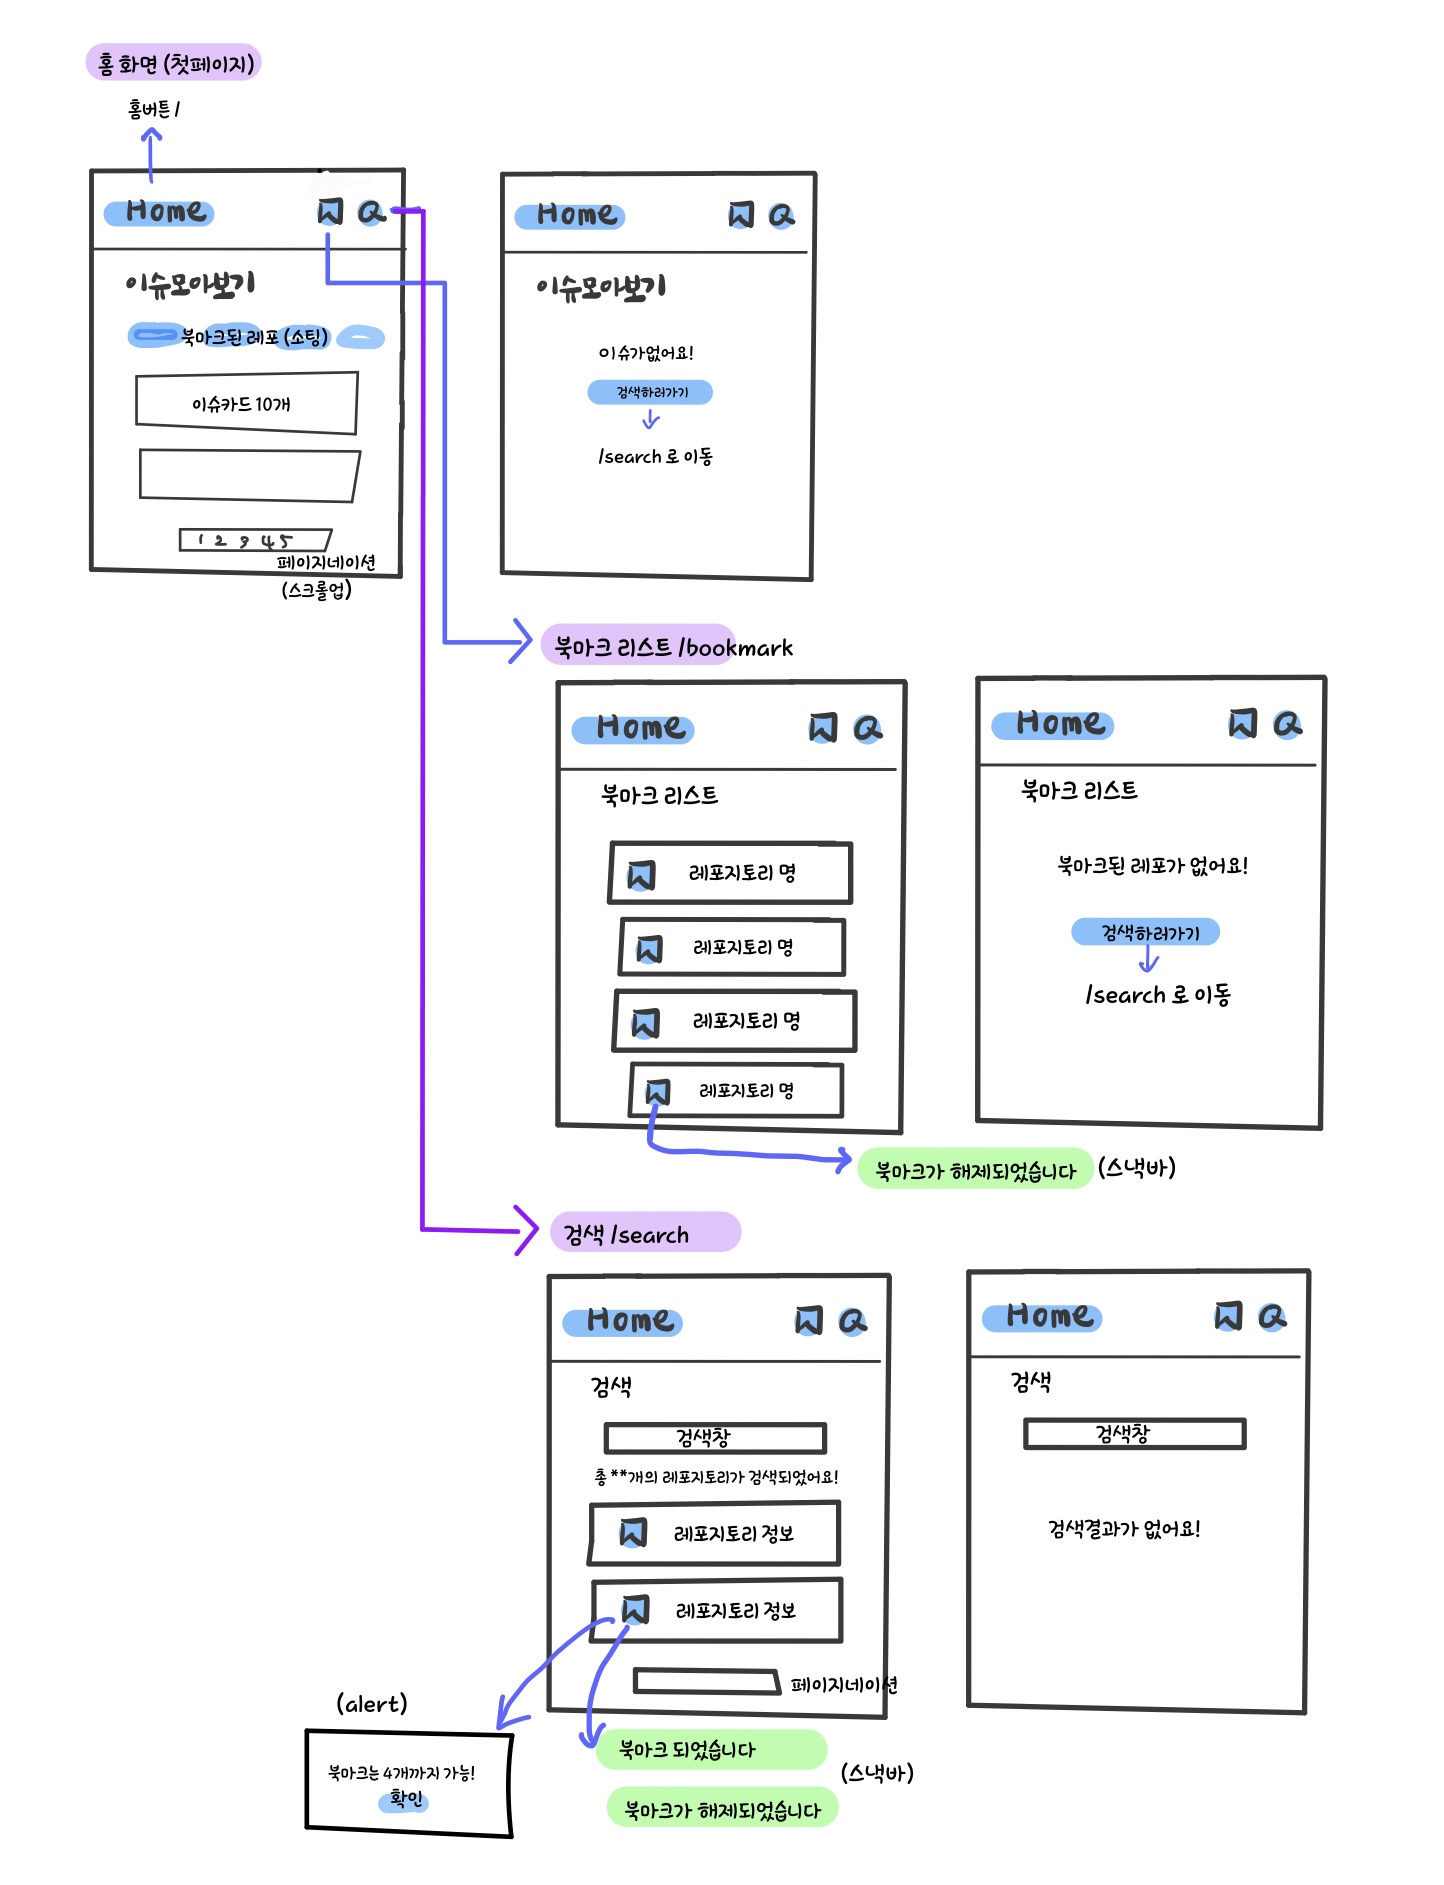 홈 화면 (첫페이지)
홈버튼 /
Home
이슈모아보기
북마크된 레포 (소팅)
이슈카드 10개
1 2 3 4 5
페이지네이션
(스크롤업)
Home
이슈모아보기
이슈가없어요!
검색하러가기
/search 로 이동
북마크 리스트 /bookmark
Home
북마크 리스트
레포지토리 명
레포지토리 명
레포지토리 명
레포지토리 명
북마크가 해제되었습니다 (스낵바)
Home
북마크 리스트
북마크된 레포가 없어요!
검색하러가기
/search 로 이동
검색 /search
Home
검색
검색창
총 **개의 레포지토리가 검색되었어요!
레포지토리 정보
레포지토리 정보
페이지네이션
Home
검색
검색창
검색결과가 없어요!
(alert)
북마크는 4개까지 가능!
확인
북마크 되었습니다
(스낵바)
북마크가 해제되었습니다